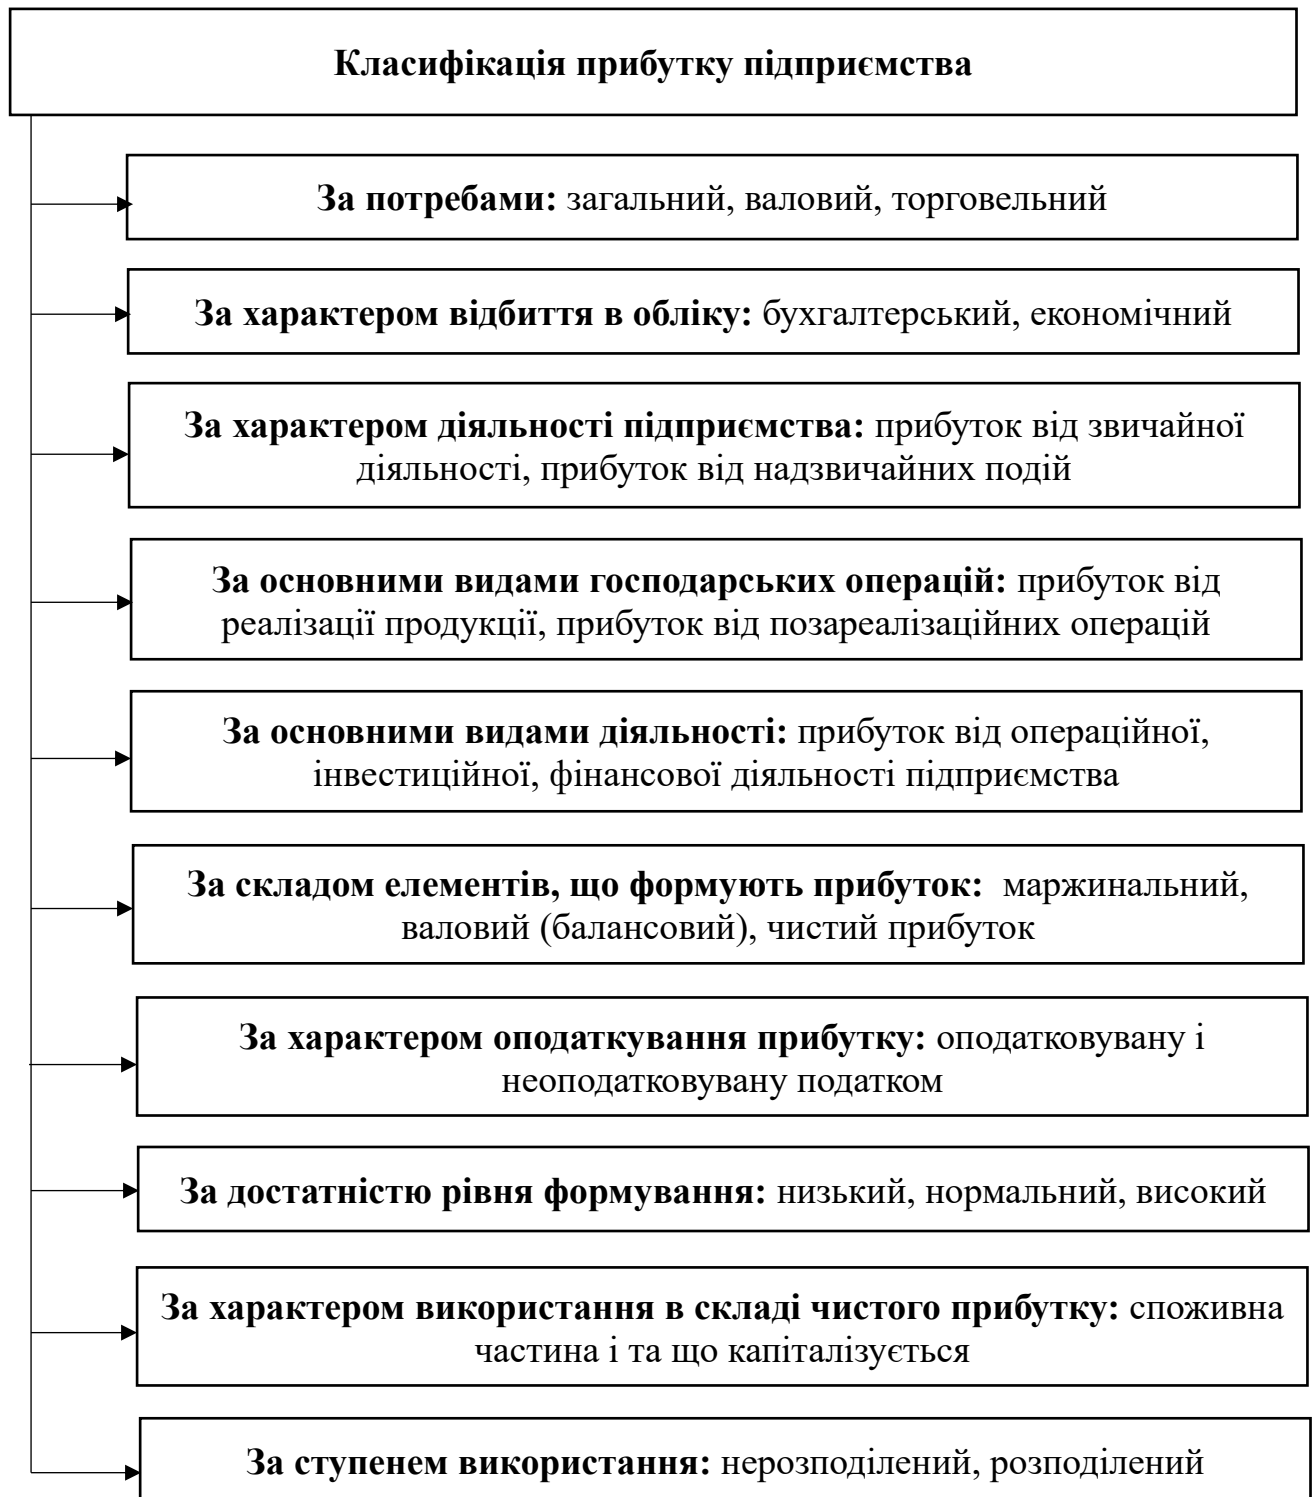 Класифікація прибутку підприємства
За потребами: загальний, валовий, торговельний
За характером відбиття в обліку: бухгалтерський, економічний
За характером діяльності підприємства: прибуток від звичайної
діяльності, прибуток від надзвичайних подій
За основними видами господарських операцій: прибуток від
реалізації продукції, прибуток від позареалізаційних операцій
За основними видами діяльності: прибуток від операційної,
інвестиційної, фінансової діяльності підприємства
За складом елементів, що формують прибуток: маржинальний,
валовий (балансовий), чистий прибуток
За характером оподаткування прибутку: оподатковувану і
неоподатковувану податком
За достатністю рівня формування: низький, нормальний, високий
За характером використання в складі чистого прибутку: споживна
частина і та що капіталізується
За ступенем використання: нерозподілений, розподілений